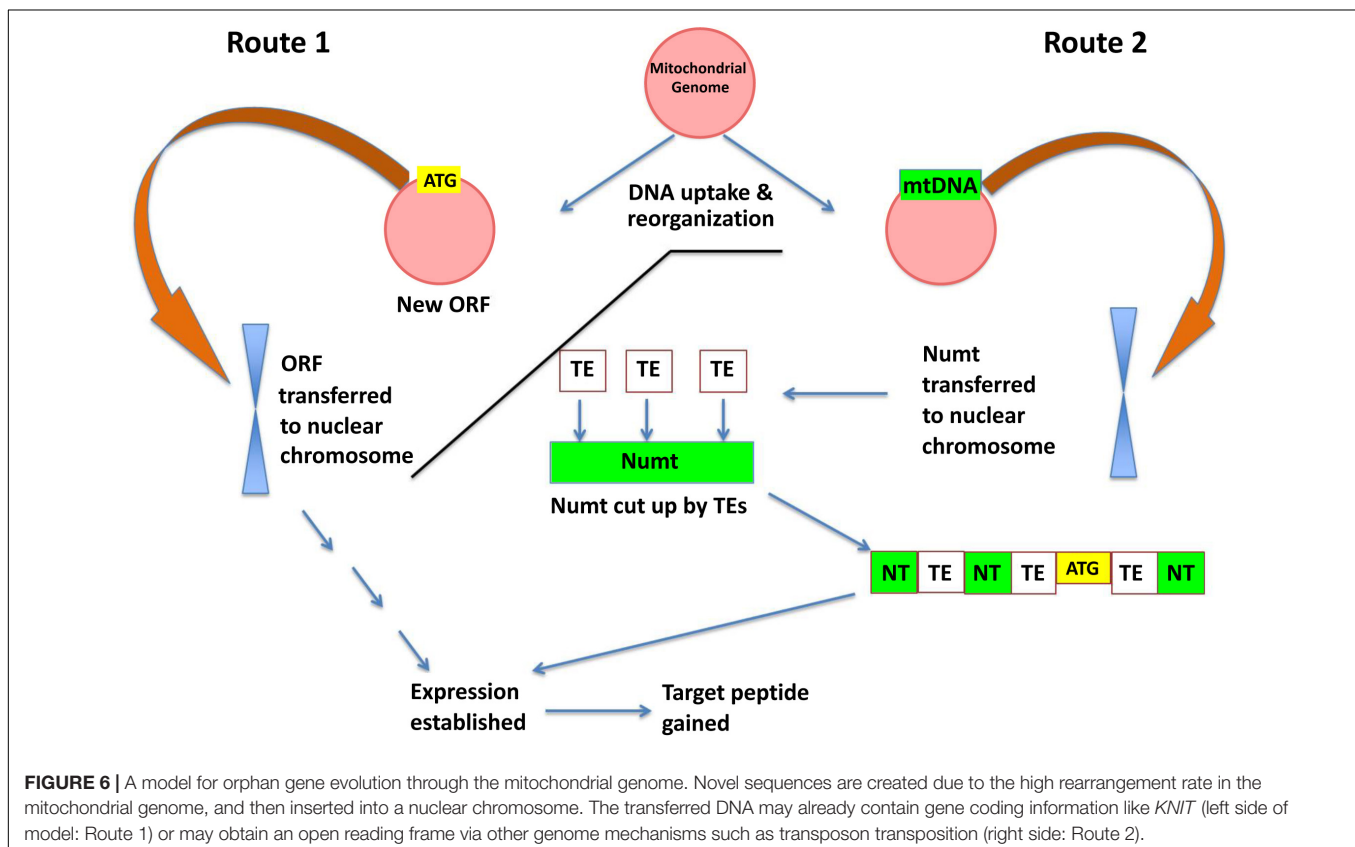 Route 1
Route 2
Mitochondrial
Genome
ATG
New ORF
DNA uptake &
reorganization
mtDNA
ORF
transferred
to nuclear
chromosome
TE
TE
TE
Numt
Numt cut up by TEs
Numt
transferred
to nuclear
chromosome
NT TE NT TE ATG TE NT
Expression
established
Target peptide
gained
FIGURE 6 | A model for orphan gene evolution through the mitochondrial genome. Novel sequences are created due to the high rearrangement rate in the
mitochondrial genome, and then inserted into a nuclear chromosome. The transferred DNA may already contain gene coding information like KNIT (left side of
model: Route 1) or may obtain an open reading frame via other genome mechanisms such as transposon transposition (right side: Route 2).